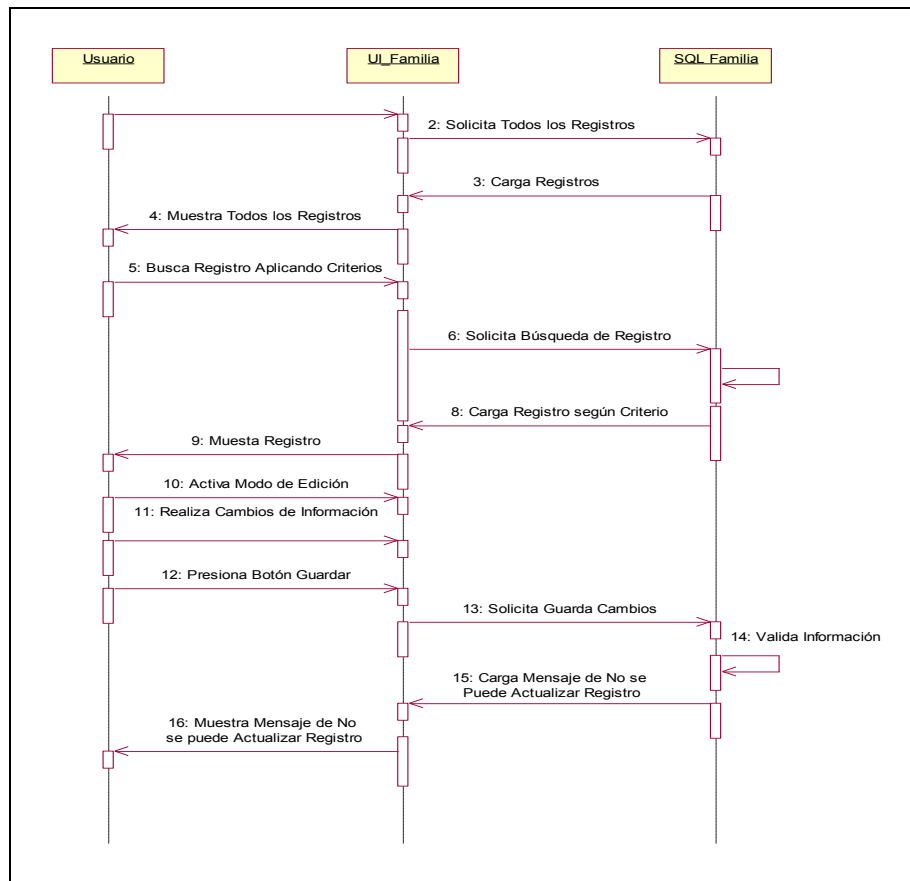 Usuario
UI_Familia
SQL Familia
2: Solicita Todos los Registros
3: Carga Registros
4: Muestra Todos los Registros
5: Busca Registro Aplicando Criterios
6: Solicita Búsqueda de Registro
8: Carga Registro según Criterio
9: Muesta Registro
10: Activa Modo de Edición
11: Realiza Cambios de Información
12: Presiona Botón Guardar
13: Solicita Guarda Cambios
14: Valida Información
15: Carga Mensaje de No se
Puede Actualizar Registro
16: Muestra Mensaje de No
se puede Actualizar Registro